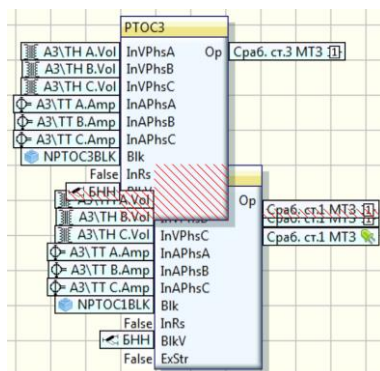 PTOC3
A3\TH A.Vol InVPhsA Op Сраб. ст.3 МТЗ 1
A3\TH B.Vol InVPhsB
A3\TH C.Vol InVPhsC
A3\TT A.Amp InAPhsA
A3\TT B.Amp InAPhsB
A3\TT C.Amp InAPhsC
NPTOC3BLK Blk
False InRs
БНН
A.Vol Op Сраб. ст.1 МТЗ 1
A3\TH B.Vol
A3\TH C.Vol InVPhsC Сраб. ст.1 МТЗ
A3\TT A.Amp InAPhsA
A3\TT B.Amp InAPhsB
A3\TT C.Amp InAPhsC
NPTOC1BLK Blk
False InRs
БНН BlkV
False ExStr